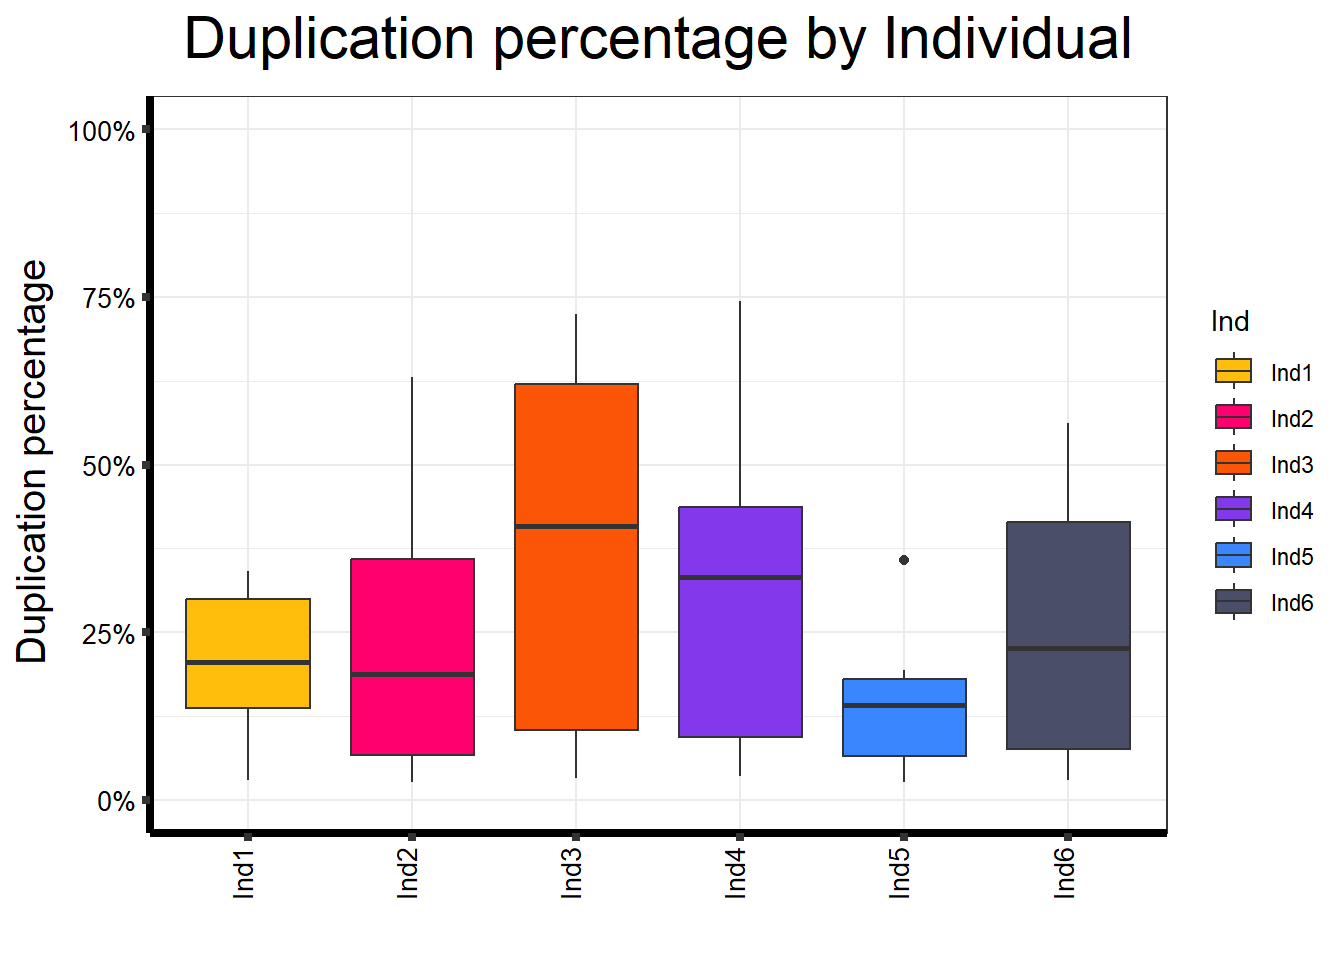 Duplication percentage by Individual
Duplication percentage
100%
75%
50%
25%
0%
Ind1
Ind2
Ind3
Ind4
Ind5
Ind6
Ind
Ind1
Ind2
Ind3
Ind4
Ind5
Ind6